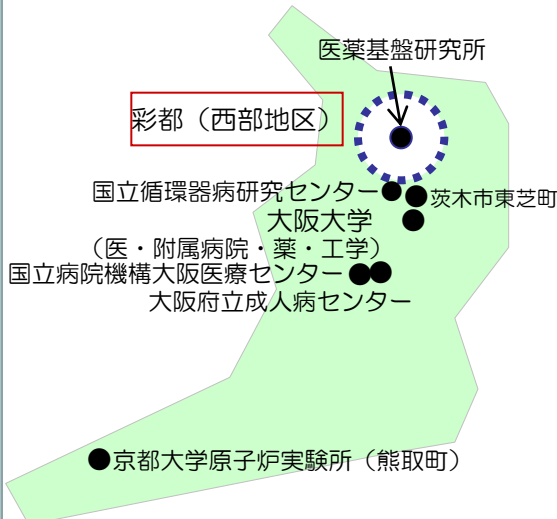 医薬基盤研究所
彩都（西部地区）
国立循環器病研究センター
茨木市東芝町
大阪大学
（医・附属病院・薬・工学）
国立病院機構大阪医療センター
大阪府立成人病センター
京都大学原子炉実験所（熊取町）